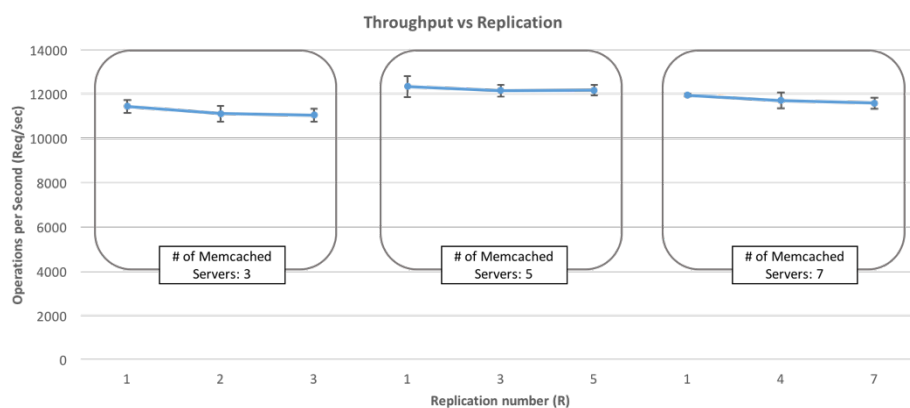 Throughput vs Replication
Operations per Second (Req/sec)
14000
12000
10000
8000
6000
4000
2000
0
# of Memcached
Servers: 3
# of Memcached
Servers: 5
# of Memcached
Servers: 7
1 2 3 1 3 5 1 4 7
Replication number (R)